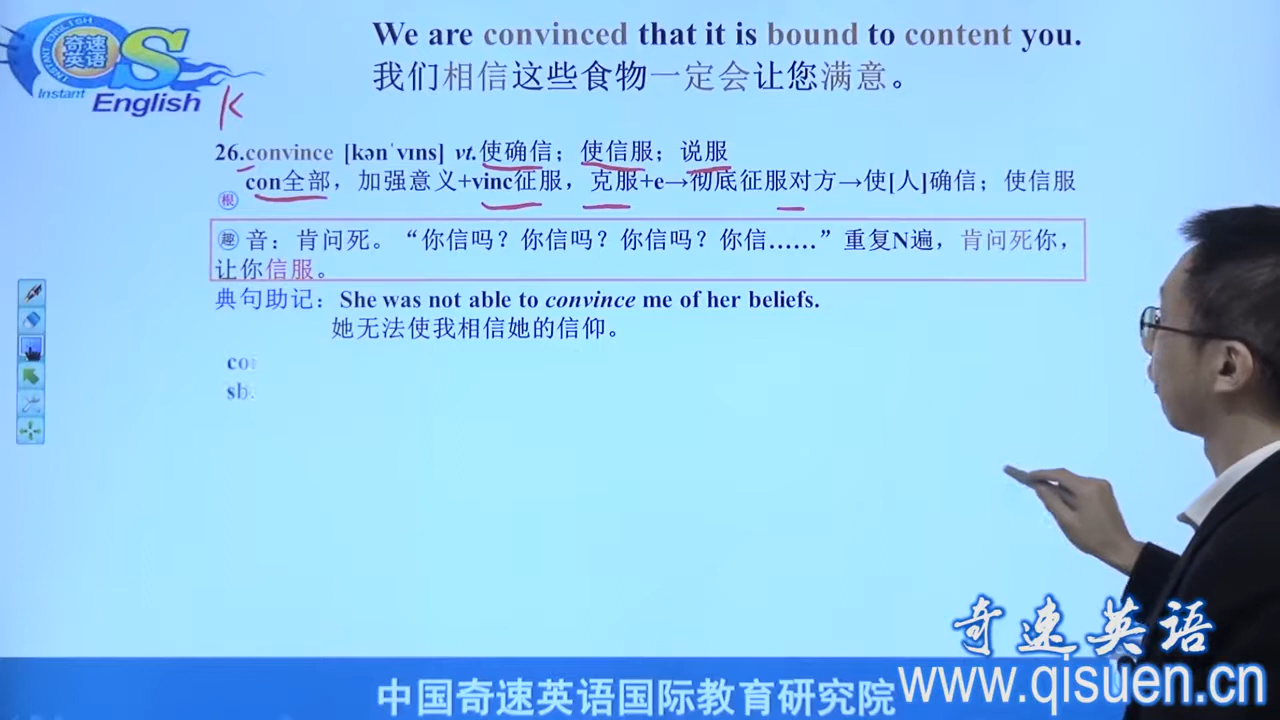 We are convinced that it is bound to content you.
我们相信这些食物一定会让您满意。
奇速
英语
INSTANT ENGLISH
S
Instant
English
K
26.convince [kən'vɪns] vt.使确信；使信服；说服
con全部，加强意义+vinc征服，克服+e→彻底征服对方→使[人]确信；使信服
根
趣 音：肯问死。“你信吗？你信吗？你信吗？你信……”重复N遍，肯问死你，
让你信服。
典句助记：She was not able to convince me of her beliefs.
她无法使我相信她的信仰。
co
sb.
奇速英语
www.qisuen.cn
中国奇速英语国际教育研究院